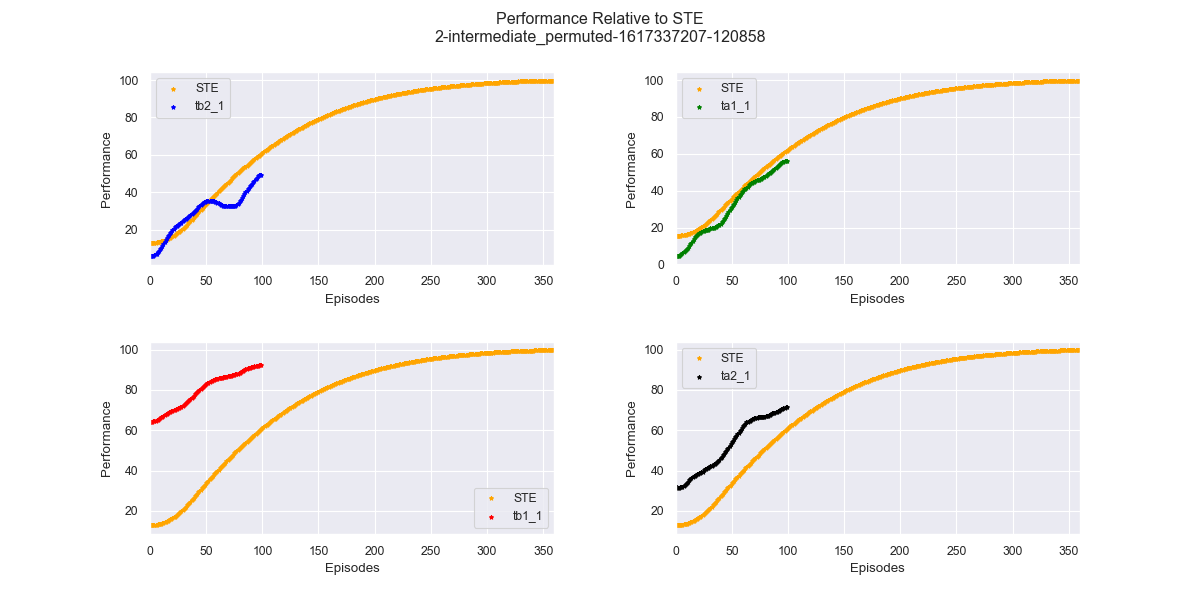 Performance Relative to STE
2-intermediate_permuted-1617337207-120858
STE
tb2_1
100
80
60
40
20
Performance
0 50 100 150 200 250 300 350
Episodes
STE
ta1_1
100
80
60
40
20
0
Performance
0 50 100 150 200 250 300 350
Episodes
STE
tb1_1
100
80
60
40
20
Performance
0 50 100 150 200 250 300 350
Episodes
STE
ta2_1
100
80
60
40
20
Performance
0 50 100 150 200 250 300 350
Episodes